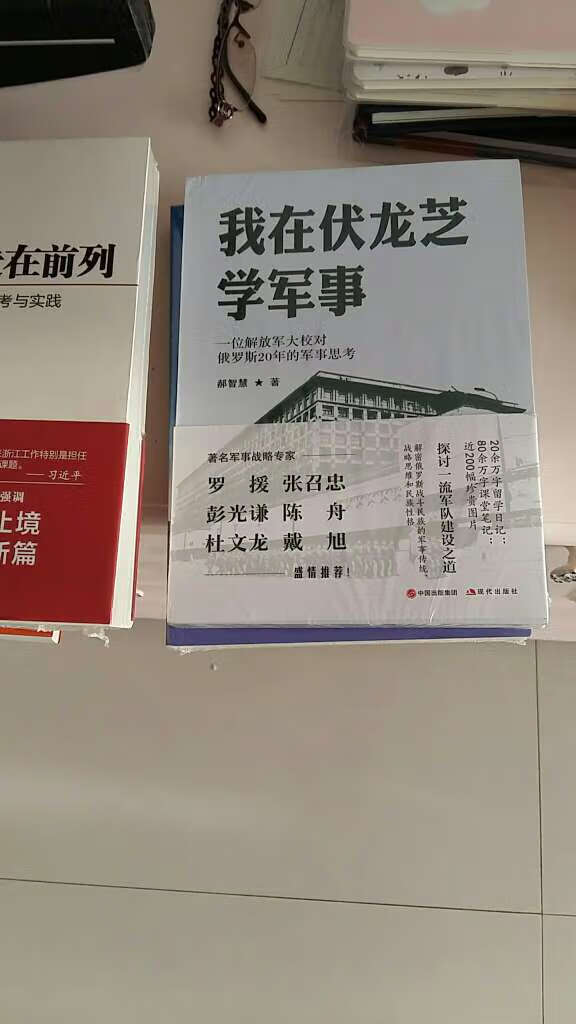 在前列
考与实践
浙江工作特别是担任
课题。
——习近平
强调
上境
新篇
我在伏龙芝
学军事
一位解放军大校对
俄罗斯20年的军事思考
郝智慧 ★ 著
著名军事战略专家
罗 援 张召忠
彭光谦 陈 舟
杜文龙 戴 旭
盛情推荐!
20余万字留学日记;
80余万字课堂笔记;
近200幅珍贵图片
探讨一流军队建设之道
解密俄罗斯战斗民族的军事传统、
战略思维和民族性格
中国出版集团 现代出版社